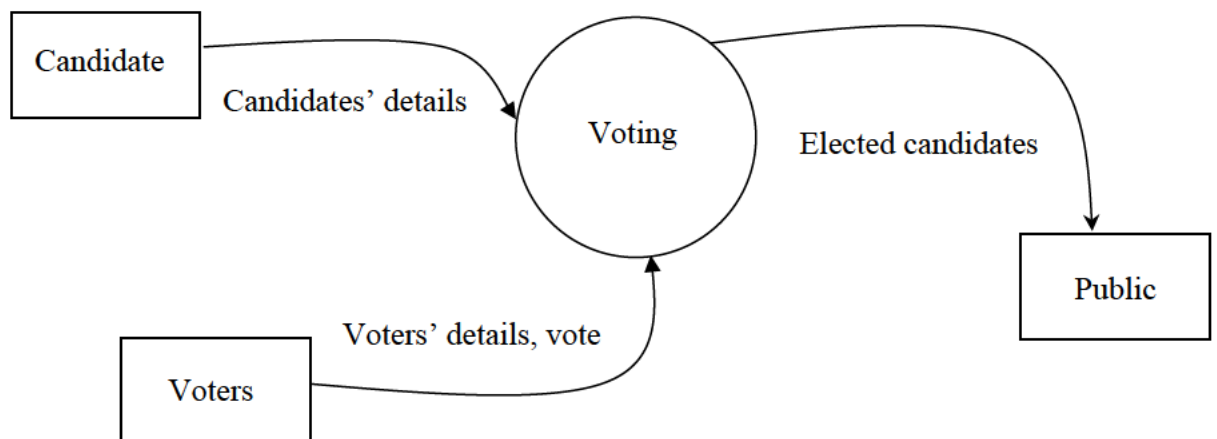 Candidate
Candidates’ details
Voting
Elected candidates
Public
Voters’ details, vote
Voters